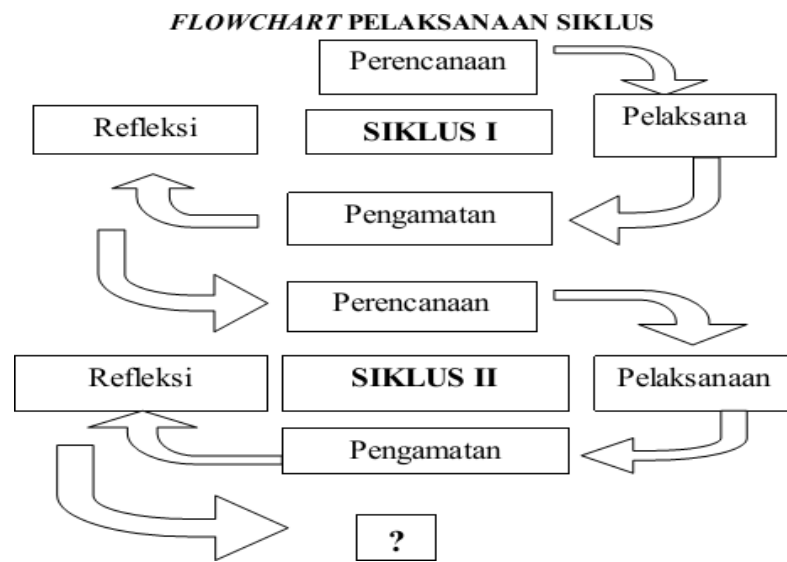 FLOWCHART PELAKSANAAN SIKLUS
Perencanaan
Refleksi
SIKLUS I
Pelaksana
Pengamatan
Perencanaan
Refleksi
SIKLUS II
Pelaksanaan
Pengamatan
?